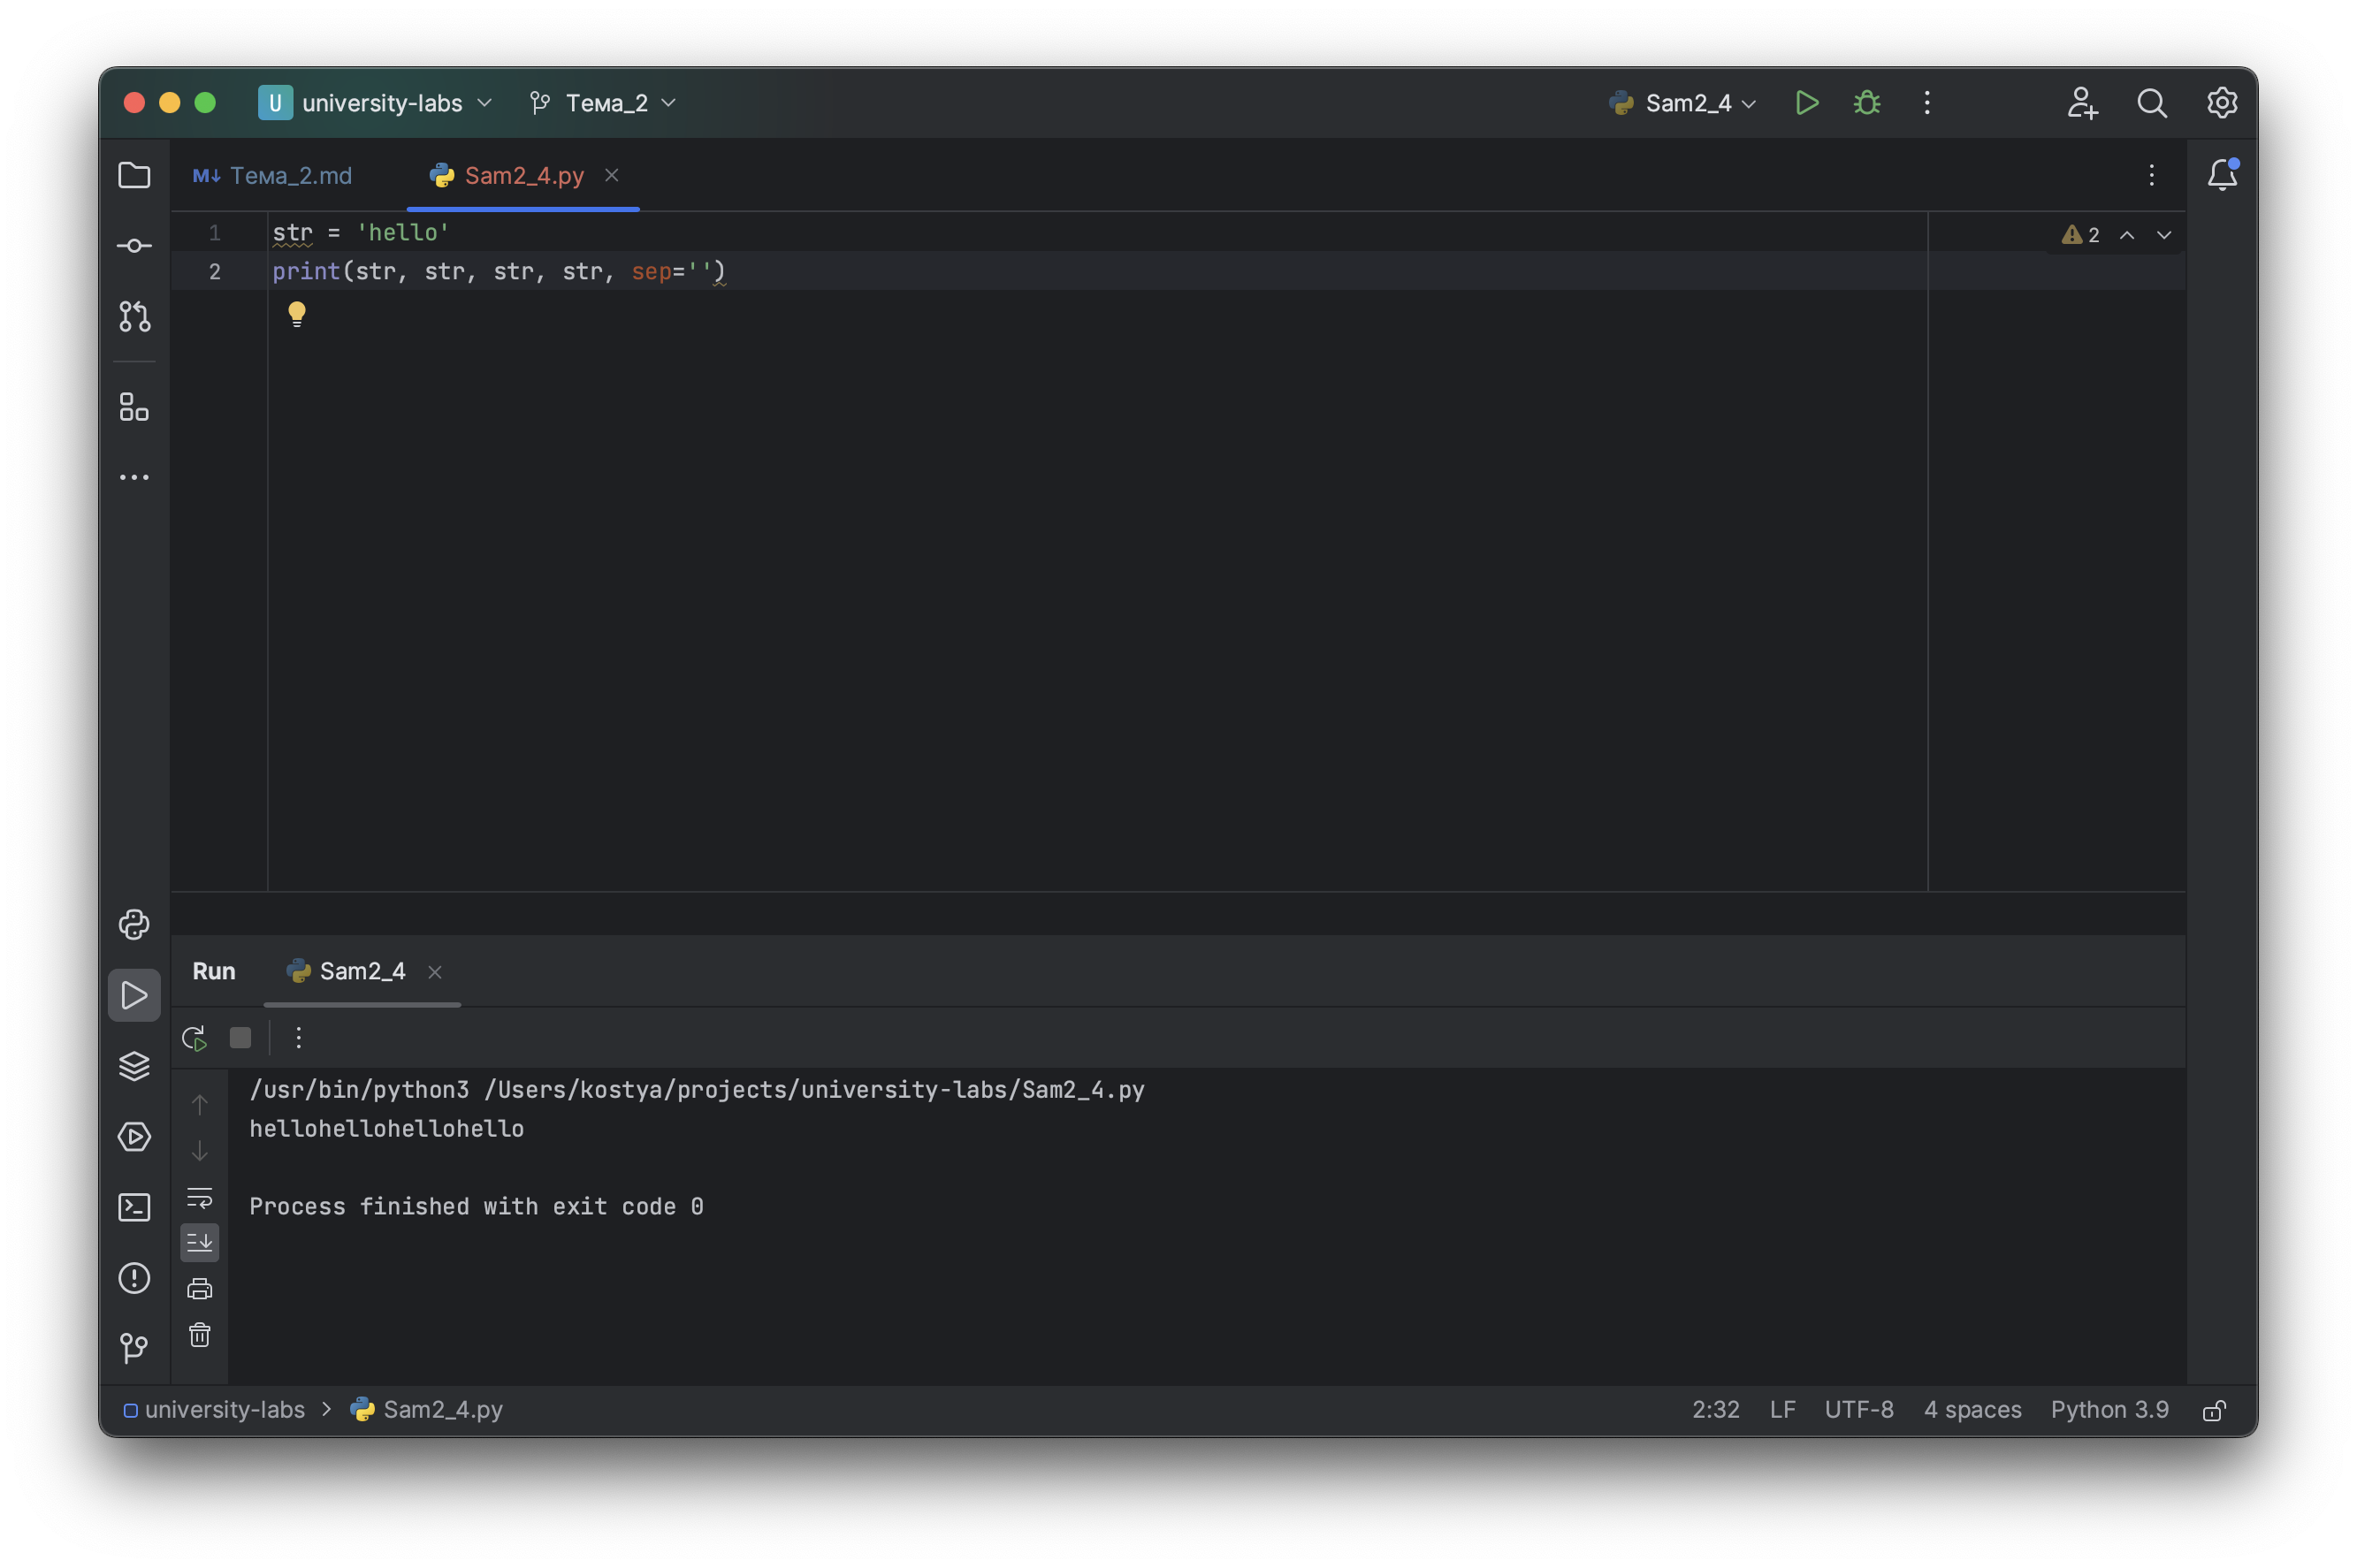 U university-labs Тема_2 Sam2_4
M↓ Тема_2.md Sam2_4.py
1 str = 'hello' 2
2 print(str, str, str, str, sep='')
Run Sam2_4
/usr/bin/python3 /Users/kostya/projects/university-labs/Sam2_4.py
hellohellohellohello
Process finished with exit code 0
university-labs > Sam2_4.py 2:32 LF UTF-8 4 spaces Python 3.9